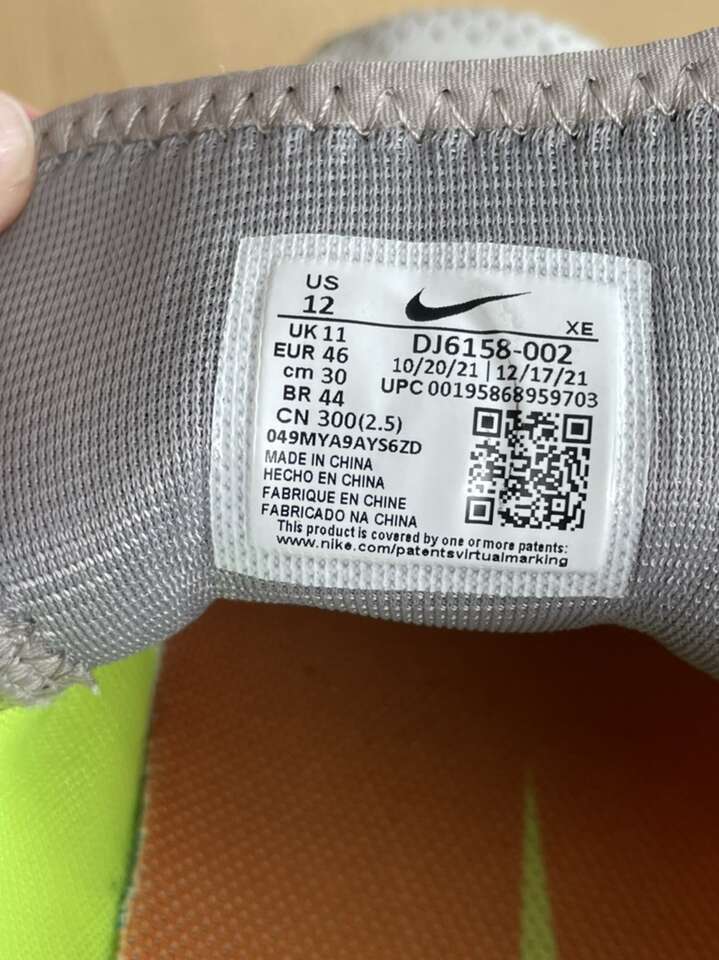 US
12
XE
UK 11
EUR 46
cm 30
BR 44
CN 300(2.5)
DJ6158-002
10/20/21 | 12/17/21
UPC 00195868959703
049MYA9AYS6ZD
MADE IN CHINA
HECHO EN CHINA
FABRIQUE EN CHINE
FABRICADO NA CHINA
This product is covered by one or more patents:
www.nike.com/patentsvirtualmarking